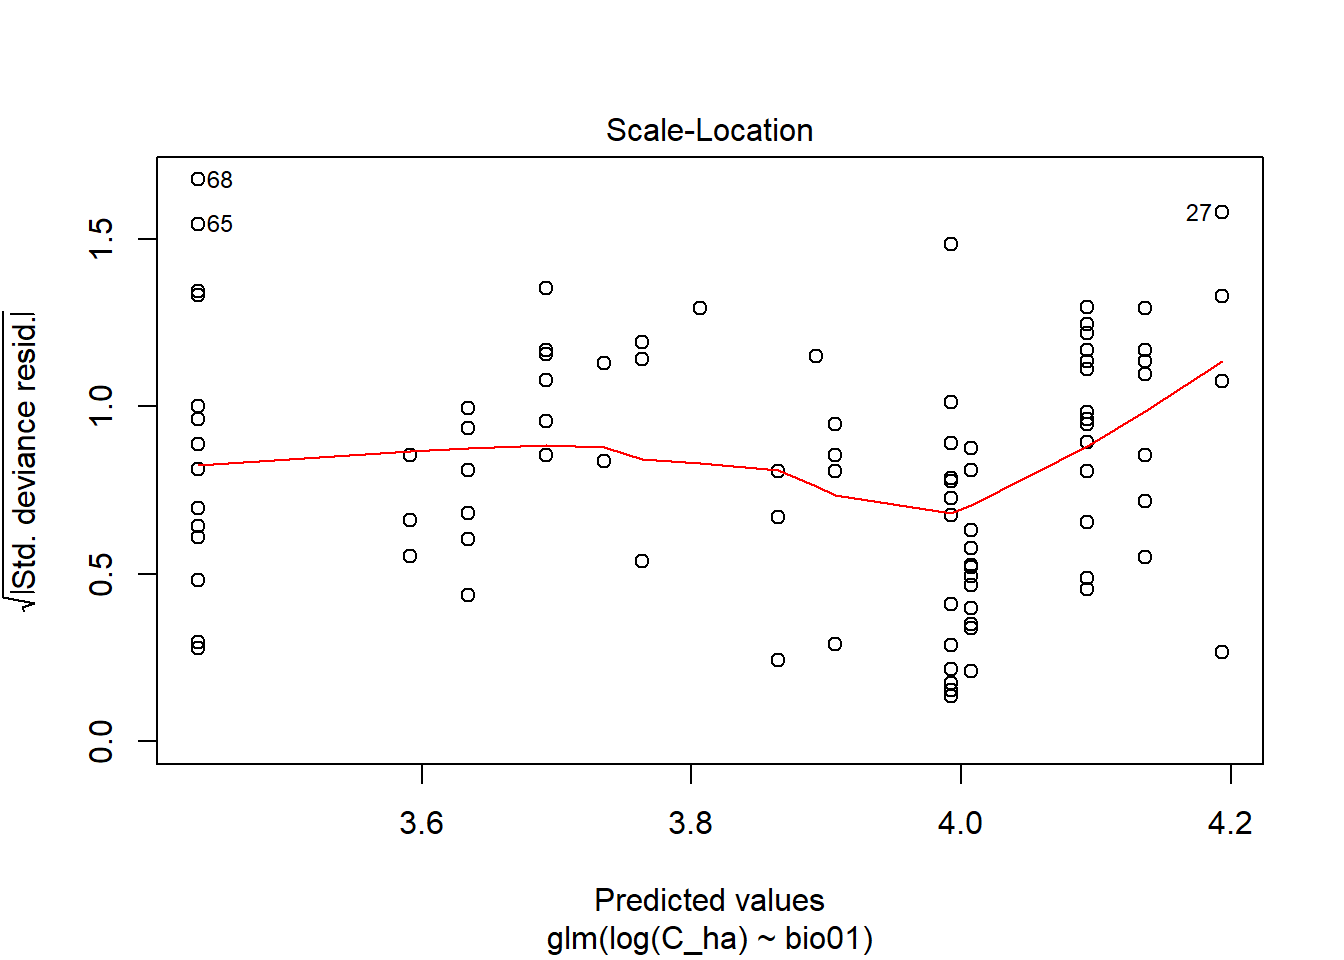 Scale-Location
68
65
27
√|Std. deviance resid.|
1.5
1.0
0.5
0.0
3.6 3.8 4.0 4.2
Predicted values
glm(log(C_ha) ~ bio01)